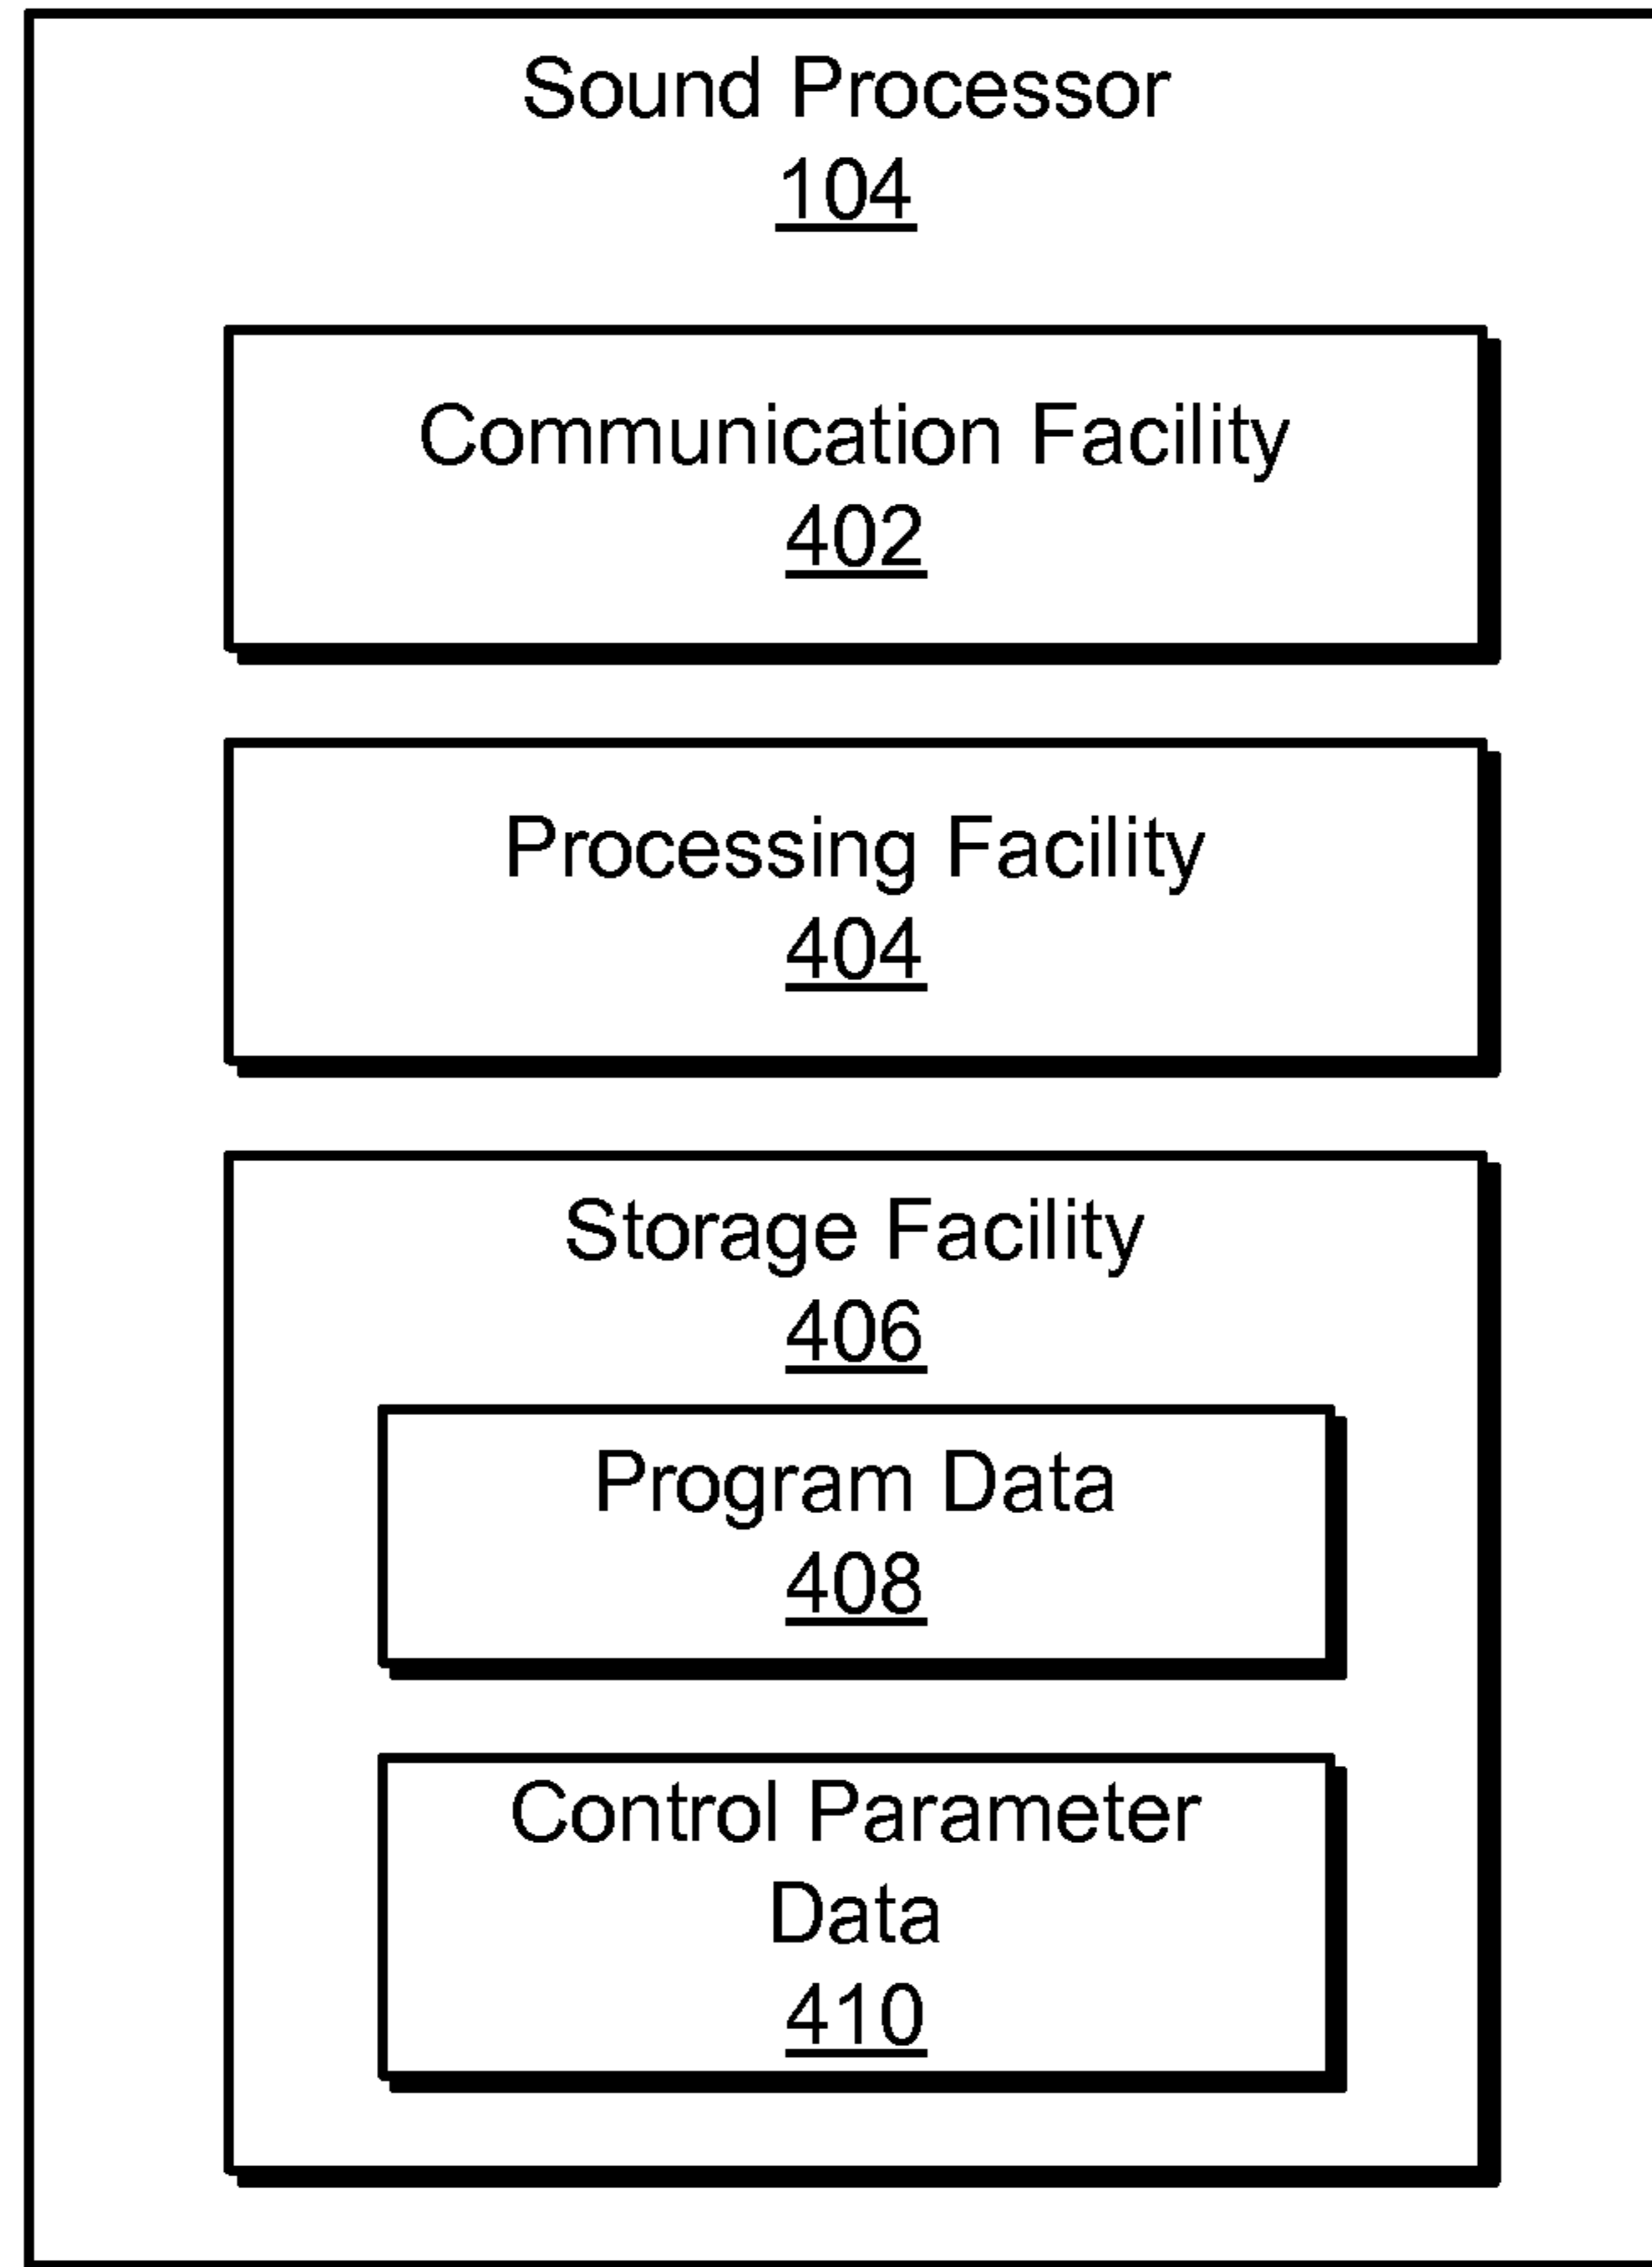 Sound Processor
104
Communication Facility
402
Processing Facility
404
Storage Facility
406
Program Data
408
Control Parameter
Data
410